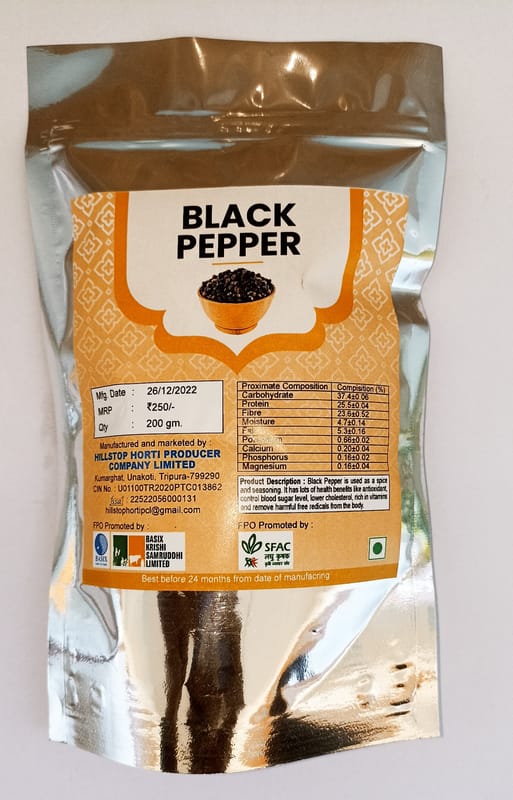 BLACK
PEPPER
Mfg. Date : 26/12/2022
MRP : ₹250/-
Qty : 200 gm.
Manufactured and marketed by :
HILLSTOP HORTI PRODUCER
COMPANY LIMITED
Kumarghat, Unakoti, Tripura-799290
CIN No. : U01100TR2020PTC013862
fssai : 22522056000131
hillstophortipcl@gmail.com
FPO Promoted by :
BASIX
BASIX
KRISHI
SAMRUDDHI
LIMITED
Proximate Composition Compisition (%)
Carbohydrate 37.4±0.06
Protein 25.5±0.04
Fibre 23.6±0.52
Moisture 4.7±0.14
5.3±0.16
0.66±0.02
Calcium 0.20±0.04
Phosphorus 0.16±0.02
Magnesium 0.16±0.04
Product Description : Black Pepper is used as a spice
and seasoning. It has lots of health benefits like antioxidant,
control blood sugar level, lower cholesterol, rich in vitamins
and remove harmful free redicals from the body.
FPO Promoted by :
SFAC
लघु कृषक
Best before 24 months from date of manufacring